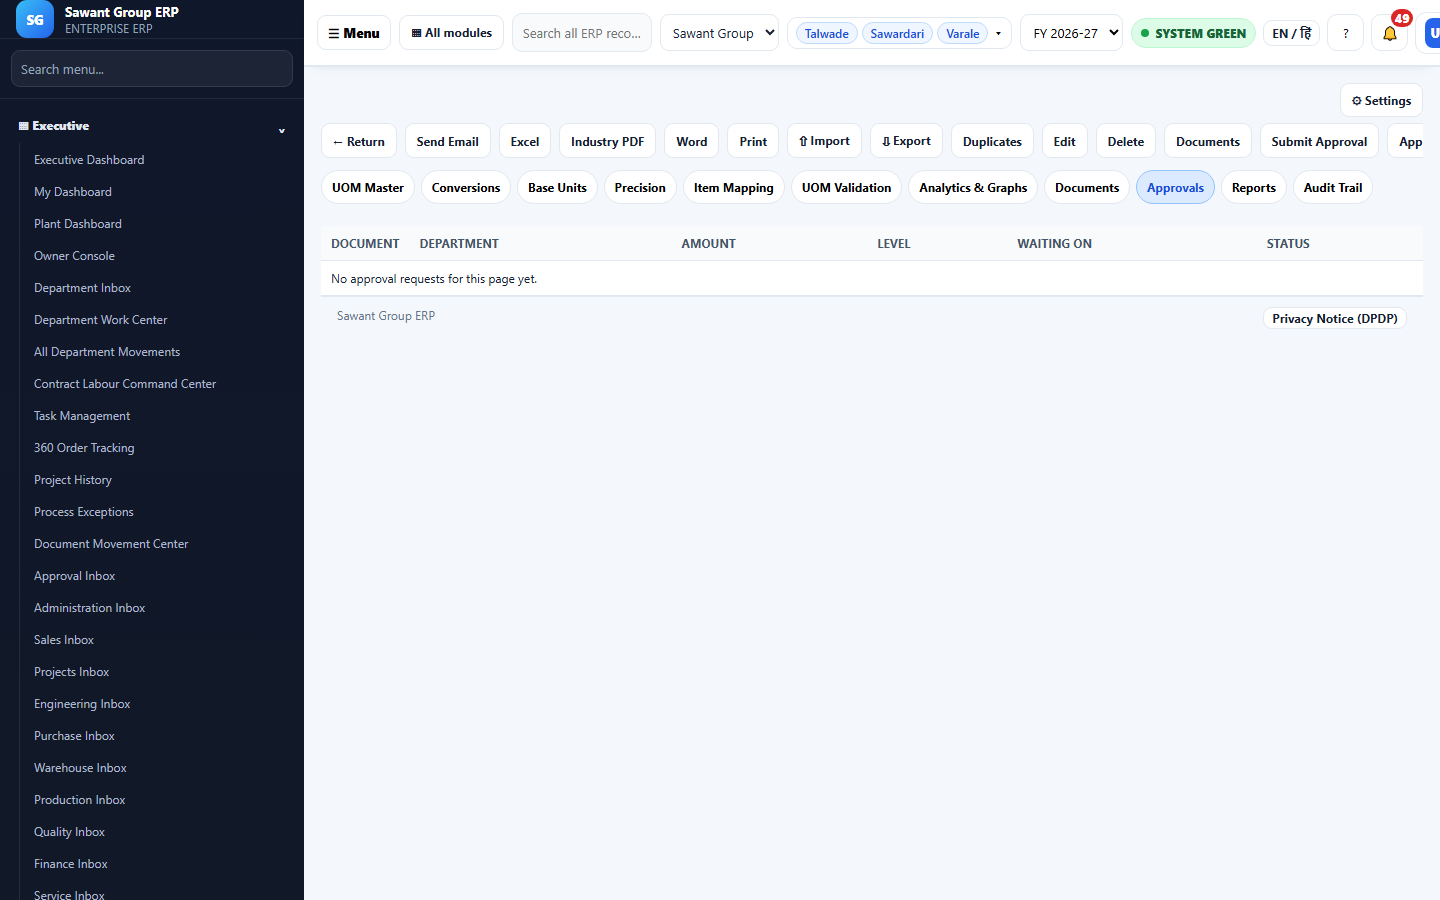 SG
Sawant Group ERP
ENTERPRISE ERP
Search menu...
Executive
Executive Dashboard
My Dashboard
Plant Dashboard
Owner Console
Department Inbox
Department Work Center
All Department Movements
Contract Labour Command Center
Task Management
360 Order Tracking
Project History
Process Exceptions
Document Movement Center
Approval Inbox
Administration Inbox
Sales Inbox
Projects Inbox
Engineering Inbox
Purchase Inbox
Warehouse Inbox
Production Inbox
Quality Inbox
Finance Inbox
Service Inbox
☰ Menu
All modules
Search all ERP reco...
Sawant Group
Talwade Sawardari Varale
FY 2026-27
SYSTEM GREEN
EN / हिं
?
49
U
⚙ Settings
← Return Send Email Excel Industry PDF Word Print ⇧ Import ⇩ Export Duplicates Edit Delete Documents Submit Approval App
UOM Master Conversions Base Units Precision Item Mapping UOM Validation Analytics & Graphs Documents Approvals Reports Audit Trail
DOCUMENT DEPARTMENT AMOUNT LEVEL WAITING ON STATUS
No approval requests for this page yet.
Sawant Group ERP
Privacy Notice (DPDP)